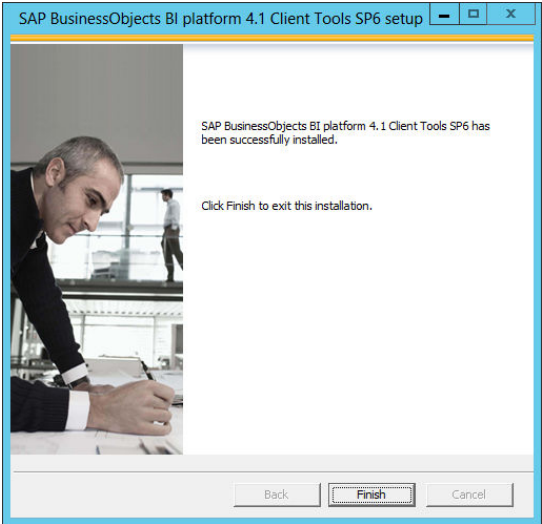 SAP BusinessObjects BI platform 4.1 Client Tools SP6 setup
SAP BusinessObjects BI platform 4.1 Client Tools SP6 has
been successfully installed.
Click Finish to exit this installation.
Back
Finish
Cancel